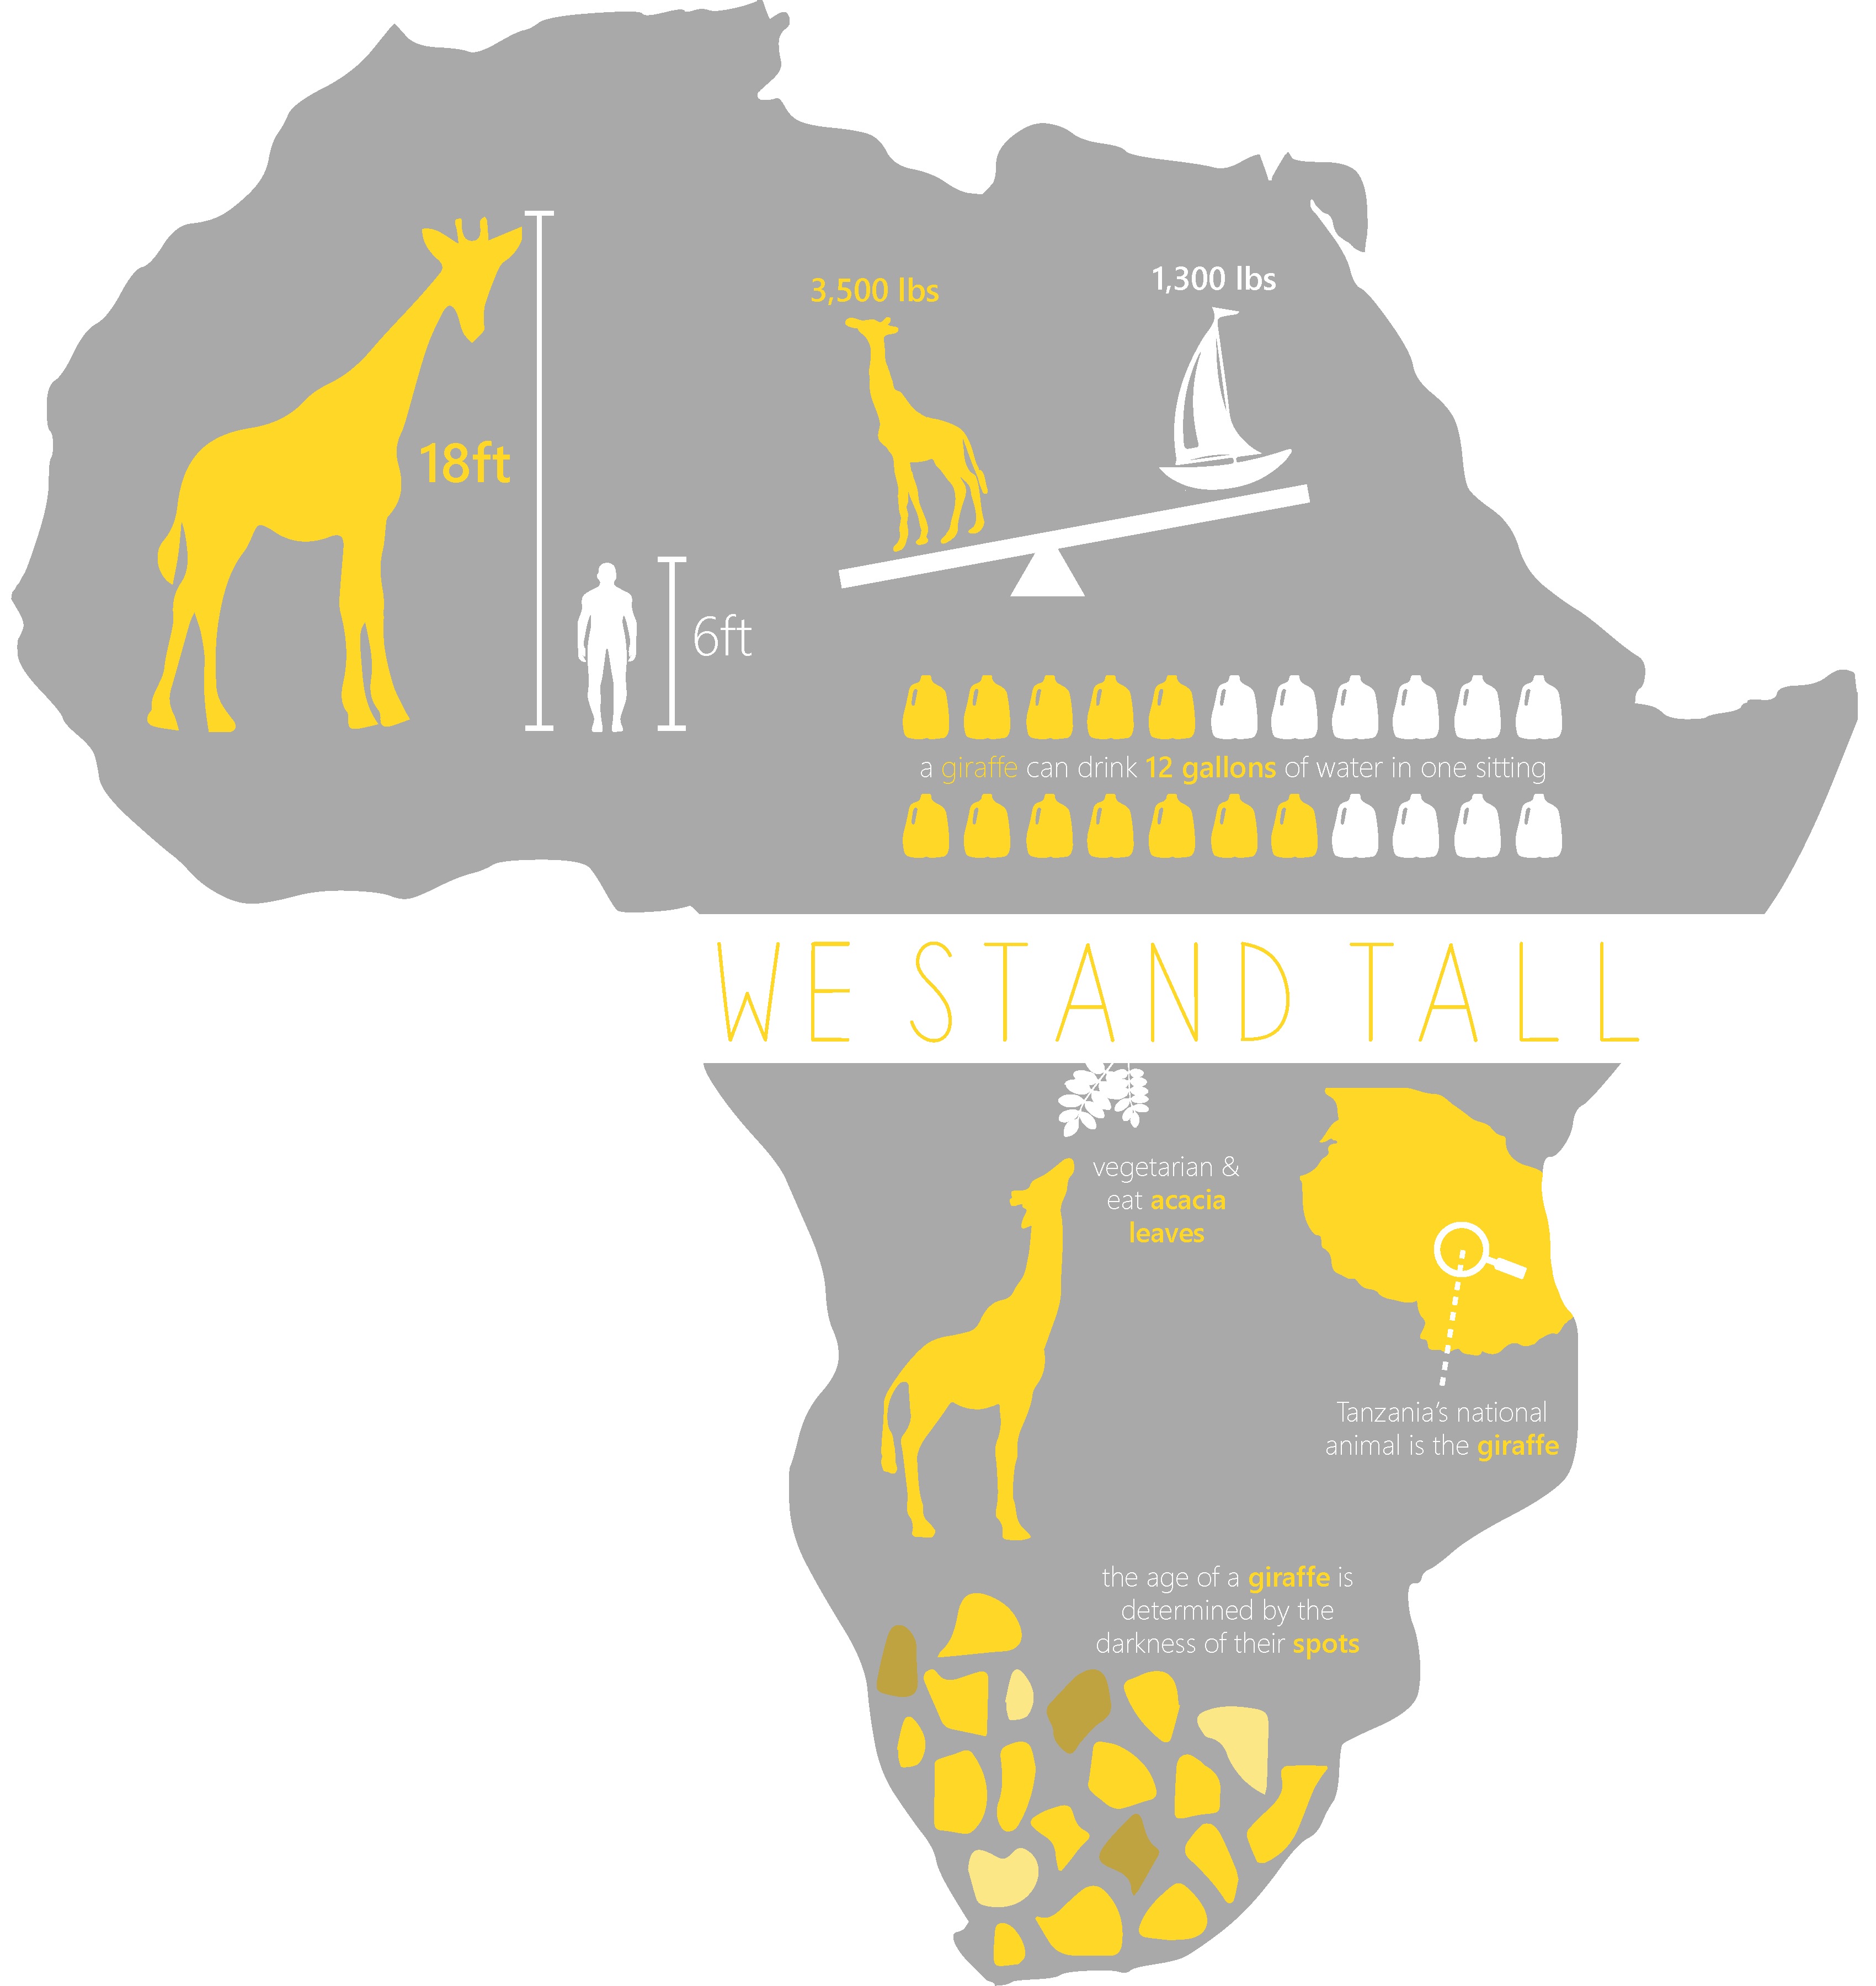 3,500 lbs
1,300 lbs
18ft
6ft
a giraffe can drink 12 gallons of water in one sitting
WE STAND TALL
vegetarian &
eat acacia
leaves
Tanzania's national
animal is the giraffe
the age of a giraffe is
determined by the
darkness of their spots